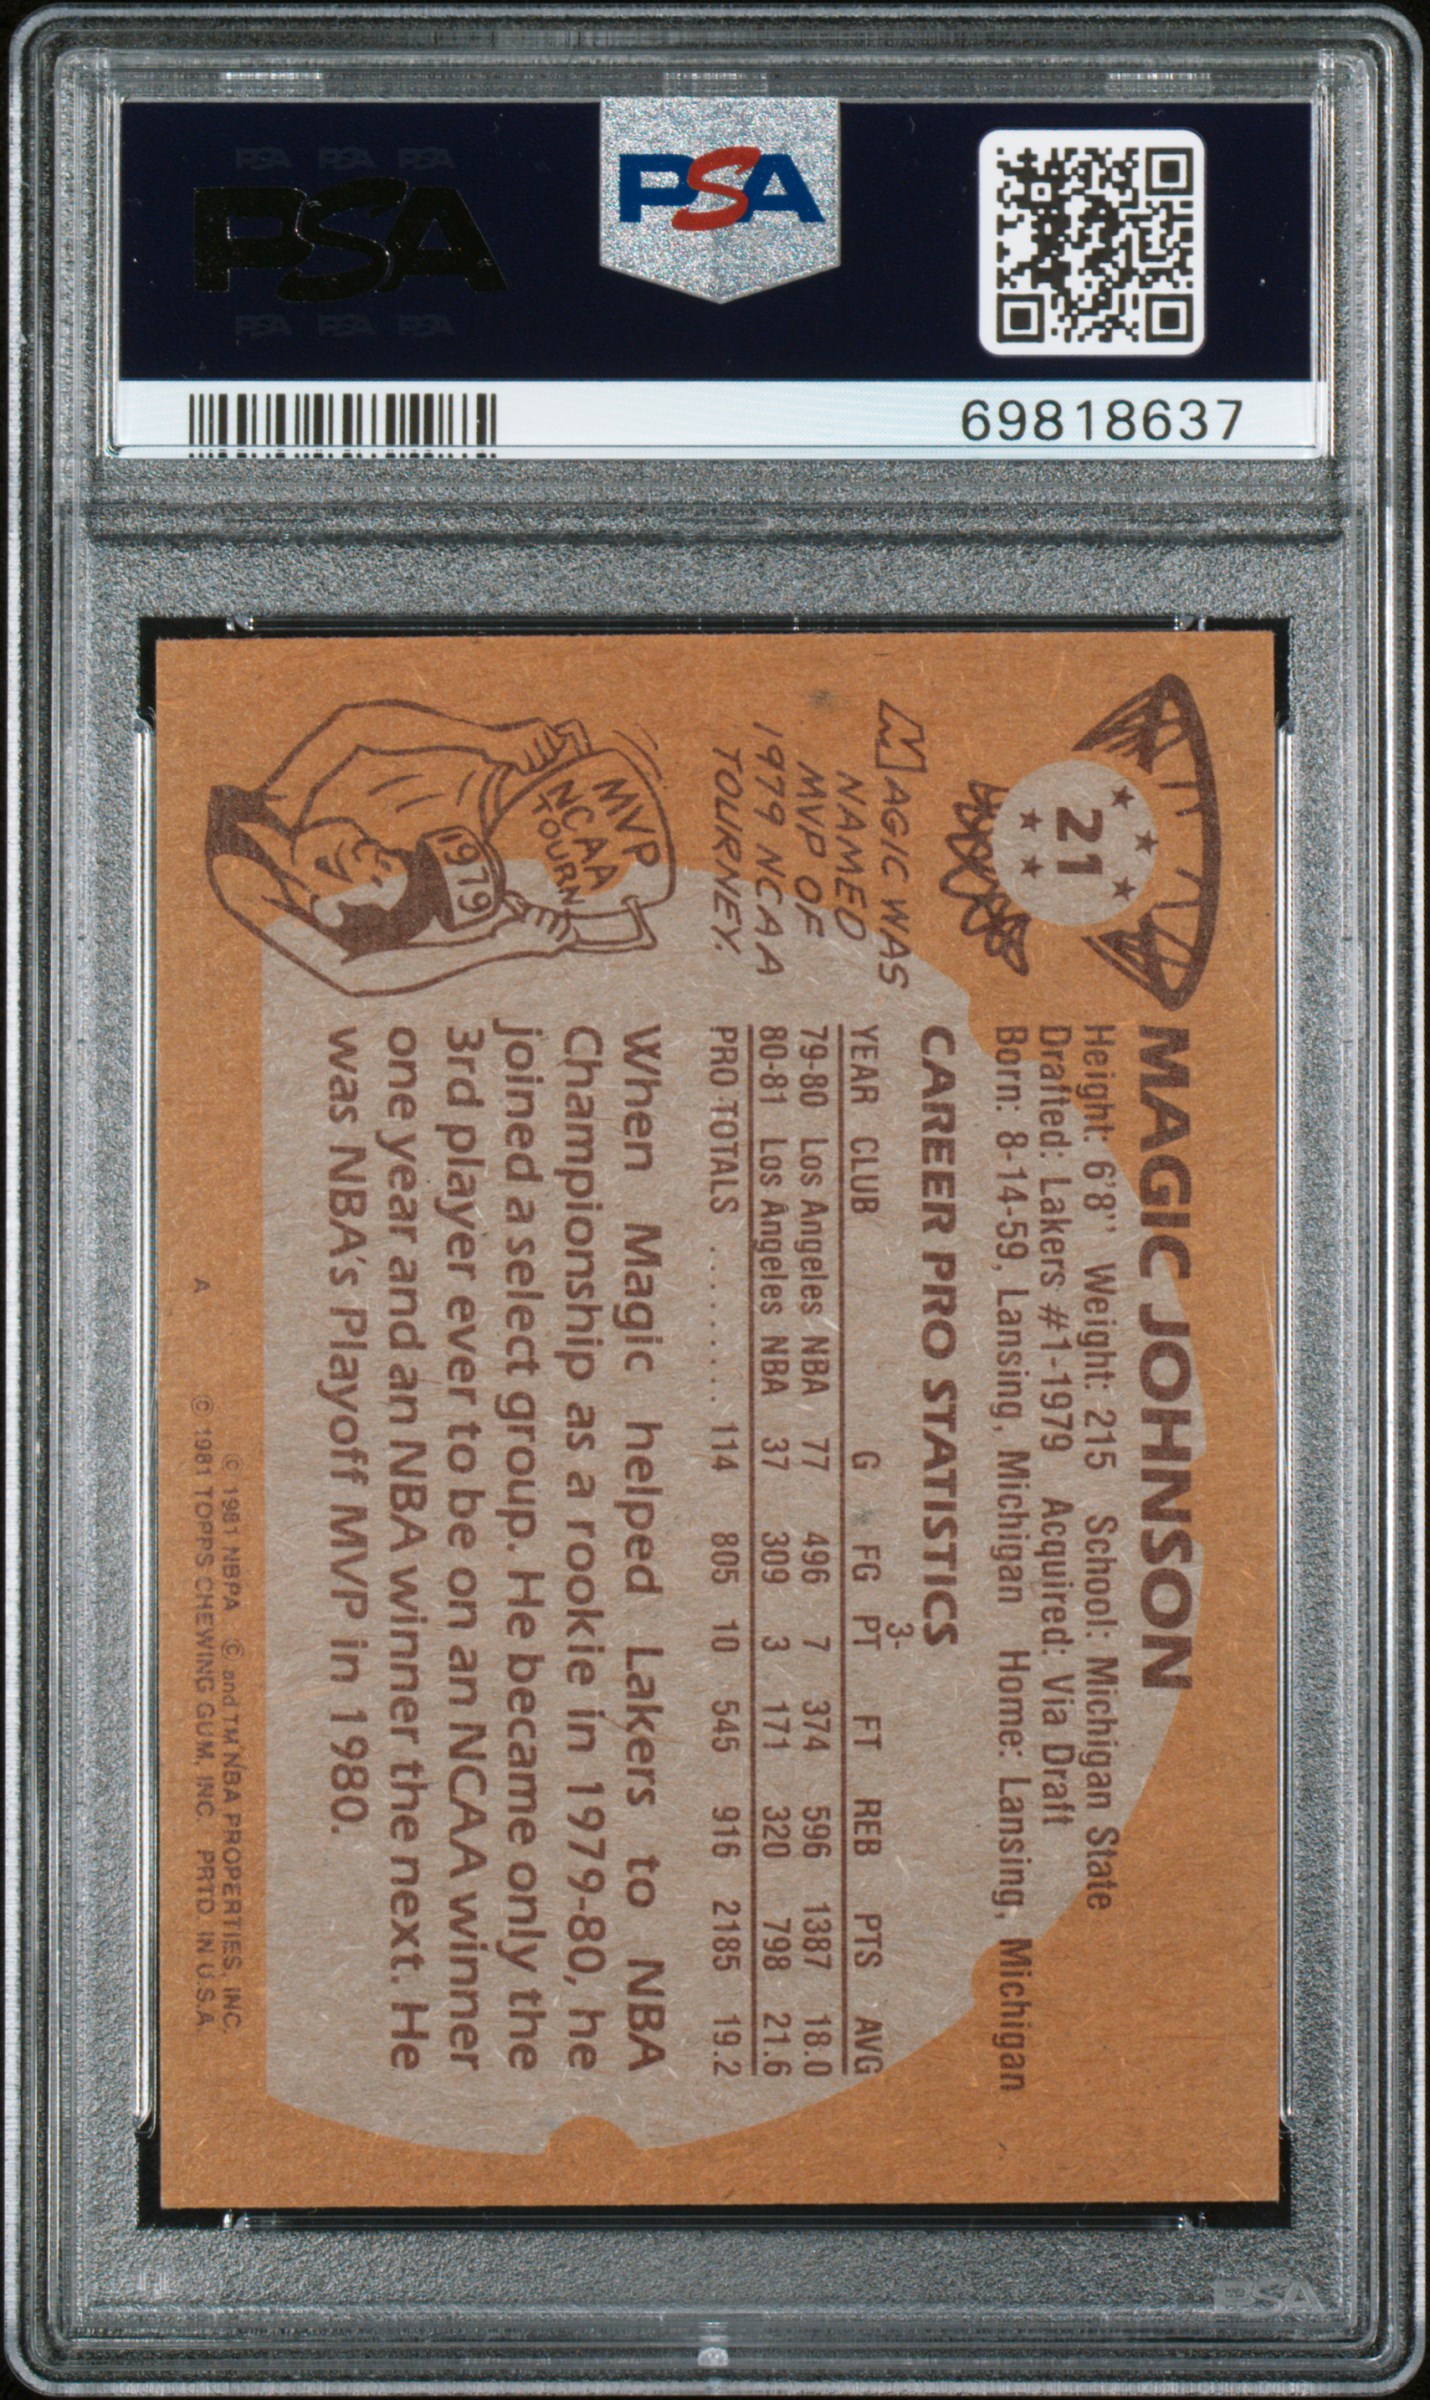 PSA PSA PSA
PSA
PSA PSA PSA
PSA
69818637
21
MAGIC JOHNSON
Height: 6'8" Weight: 215 School: Michigan State
Drafted: Lakers #1-1979 Acquired: Via Draft
Born: 8-14-59, Lansing, Michigan Home: Lansing, Michigan
MAGIC WAS
NAMED
MVP OF
1979 NCAA
TOURNEY.
MVP
NCAA
TOURN
1979
CAREER PRO STATISTICS
3-
YEAR CLUB G FG PT FT REB PTS AVG
79-80 Los Angeles NBA 77 496 7 374 596 1387 18.0
80-81 Los Angeles NBA 37 309 3 171 320 798 21.6
PRO TOTALS ........ 114 805 10 545 916 2185 19.2
When Magic helped Lakers to NBA
Championship as a rookie in 1979-80, he
joined a select group. He became only the
3rd player ever to be on an NCAA winner
one year and an NBA winner the next. He
was NBA's Playoff MVP in 1980.
© 1981 NBPA © and TM NBA PROPERTIES, INC.
A © 1981 TOPPS CHEWING GUM, INC. PRTD. IN U.S.A.
PSA